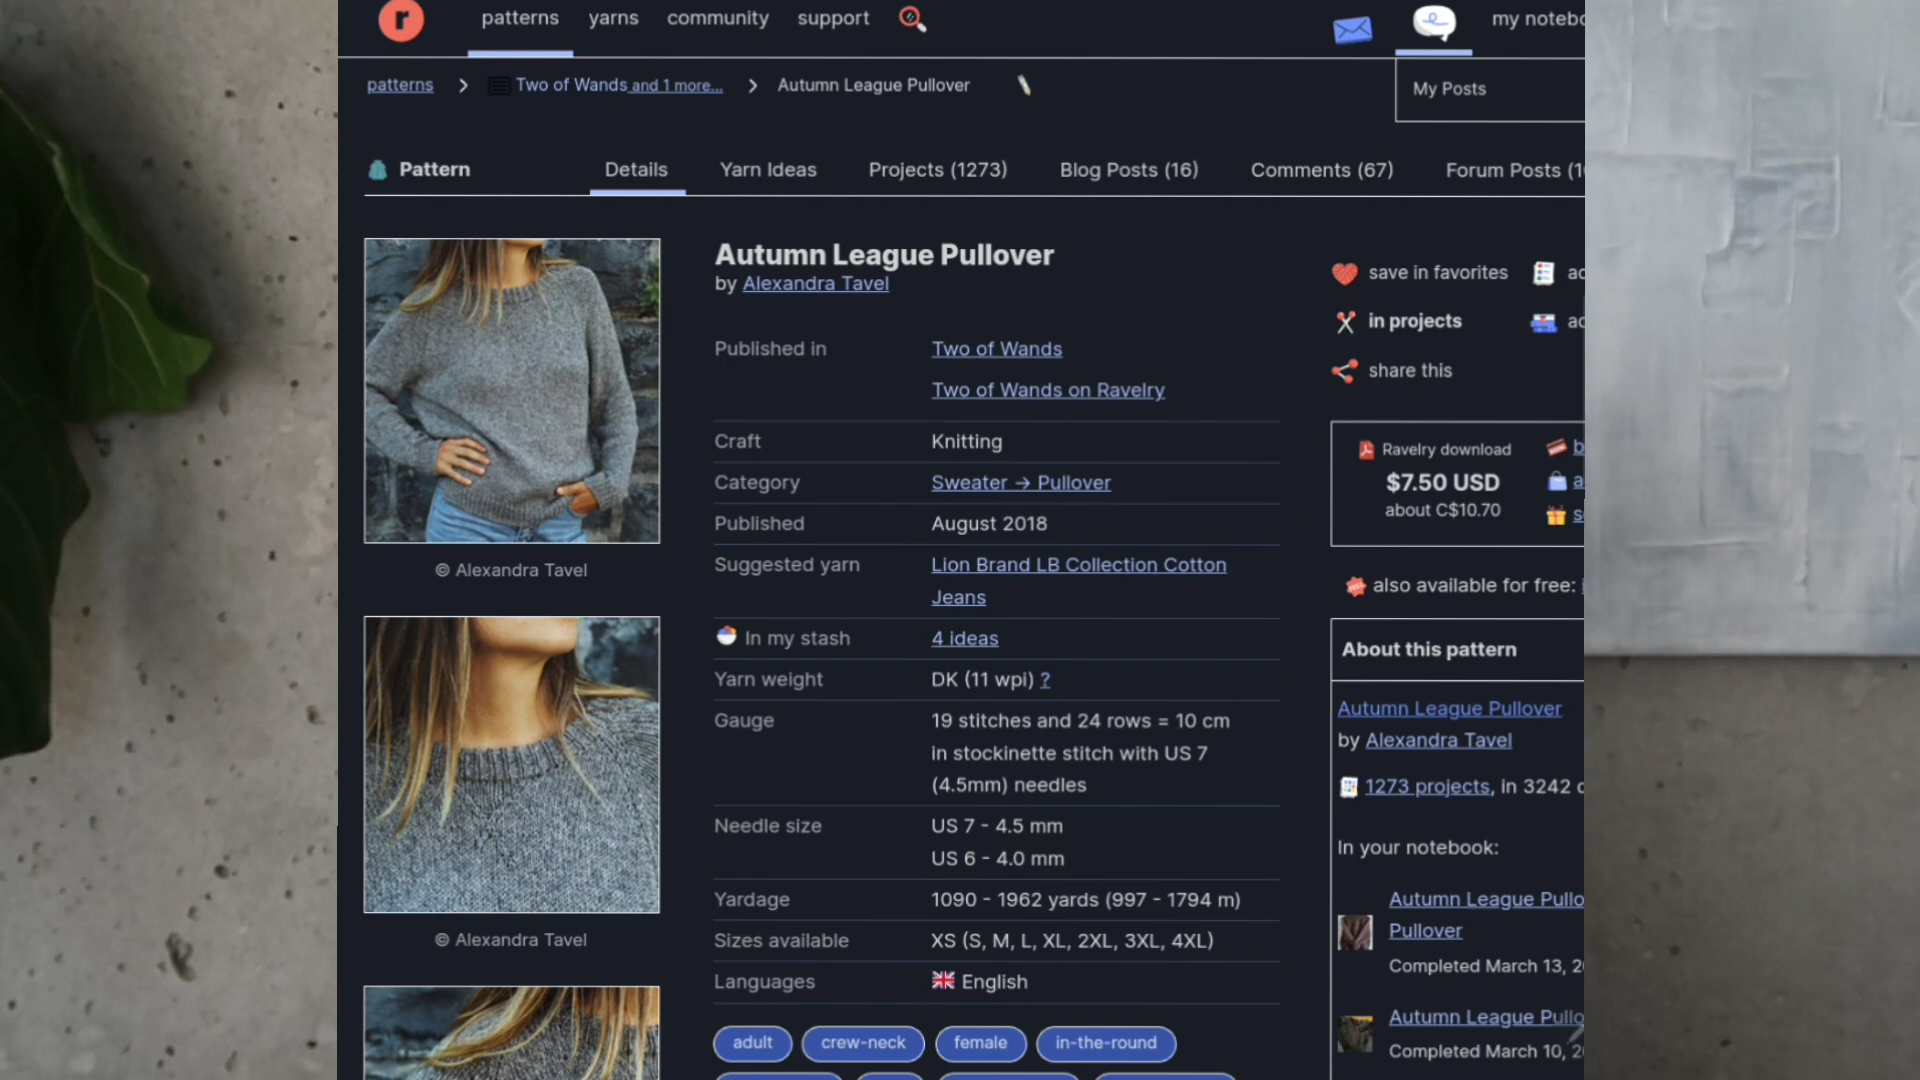 r
patterns
yarns
community
support
patterns
Two of Wands and 1 more...
Autumn League Pullover
My Posts
Pattern
Details
Yarn Ideas
Projects (1273)
Blog Posts (16)
Comments (67)
Forum Posts
Autumn League Pullover
by Alexandra Tavel
Published in
Two of Wands
Two of Wands on Ravelry
Craft
Knitting
Category
Sweater → Pullover
Published
August 2018
Suggested yarn
Lion Brand LB Collection Cotton
Jeans
In my stash
4 ideas
Yarn weight
DK (11 wpi) ?
Gauge
19 stitches and 24 rows = 10 cm
in stockinette stitch with US 7
(4.5mm) needles
Needle size
US 7 - 4.5 mm
US 6 - 4.0 mm
Yardage
1090 - 1962 yards (997 - 1794 m)
Sizes available
XS (S, M, L, XL, 2XL, 3XL, 4XL)
Languages
English
adult
crew-neck
female
in-the-round
© Alexandra Tavel
© Alexandra Tavel
save in favorites
in projects
share this
Ravelry download
$7.50 USD
about C$10.70
also available for free:
About this pattern
Autumn League Pullover
by Alexandra Tavel
1273 projects, in 3242
In your notebook:
Autumn League
Pullover
Completed March 13,
Autumn League
Completed March 10,
my